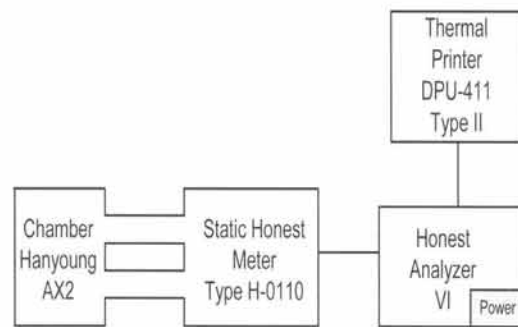 Thermal
Printer
DPU-411
Type II
Chamber
Hanyoung
AX2
Static Honest
Meter
Type H-0110
Honest
Analyzer
VI
Power